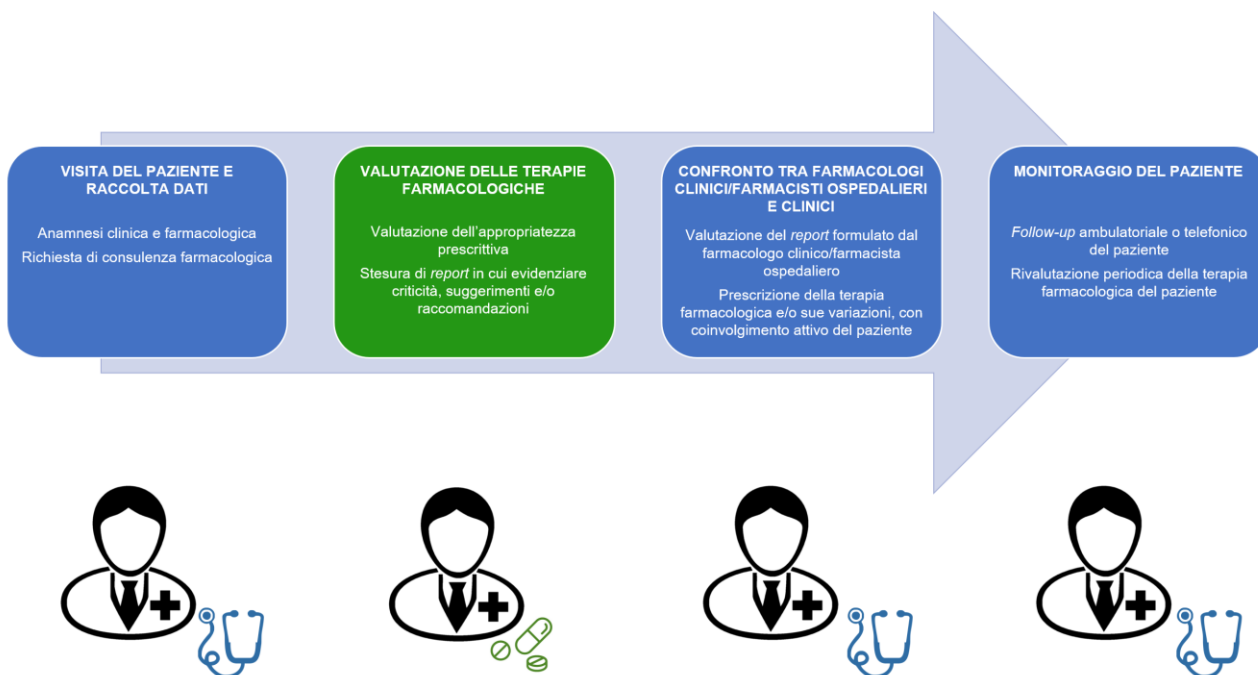 VISITA DEL PAZIENTE E
RACCOLTA DATI
Anamnesi clinica e farmacologica
Richiesta di consulenza farmacologica
VALUTAZIONE DELLE TERAPIE
FARMACOLOGICHE
Valutazione dell'appropriatezza
prescrittiva
Stesura di report in cui evidenziare
criticità, suggerimenti e/o
raccomandazioni
CONFRONTO TRA FARMACOLOGI
CLINICI/FARMACISTI OSPEDALIERI
E CLINICI
Valutazione del report formulato dal
farmacologo clinico/farmacista
ospedaliero
Prescrizione della terapia
farmacologica e/o sue variazioni, con
coinvolgimento attivo del paziente
MONITORAGGIO DEL PAZIENTE
Follow-up ambulatoriale o telefonico
del paziente
Rivalutazione periodica della terapia
farmacologica del paziente